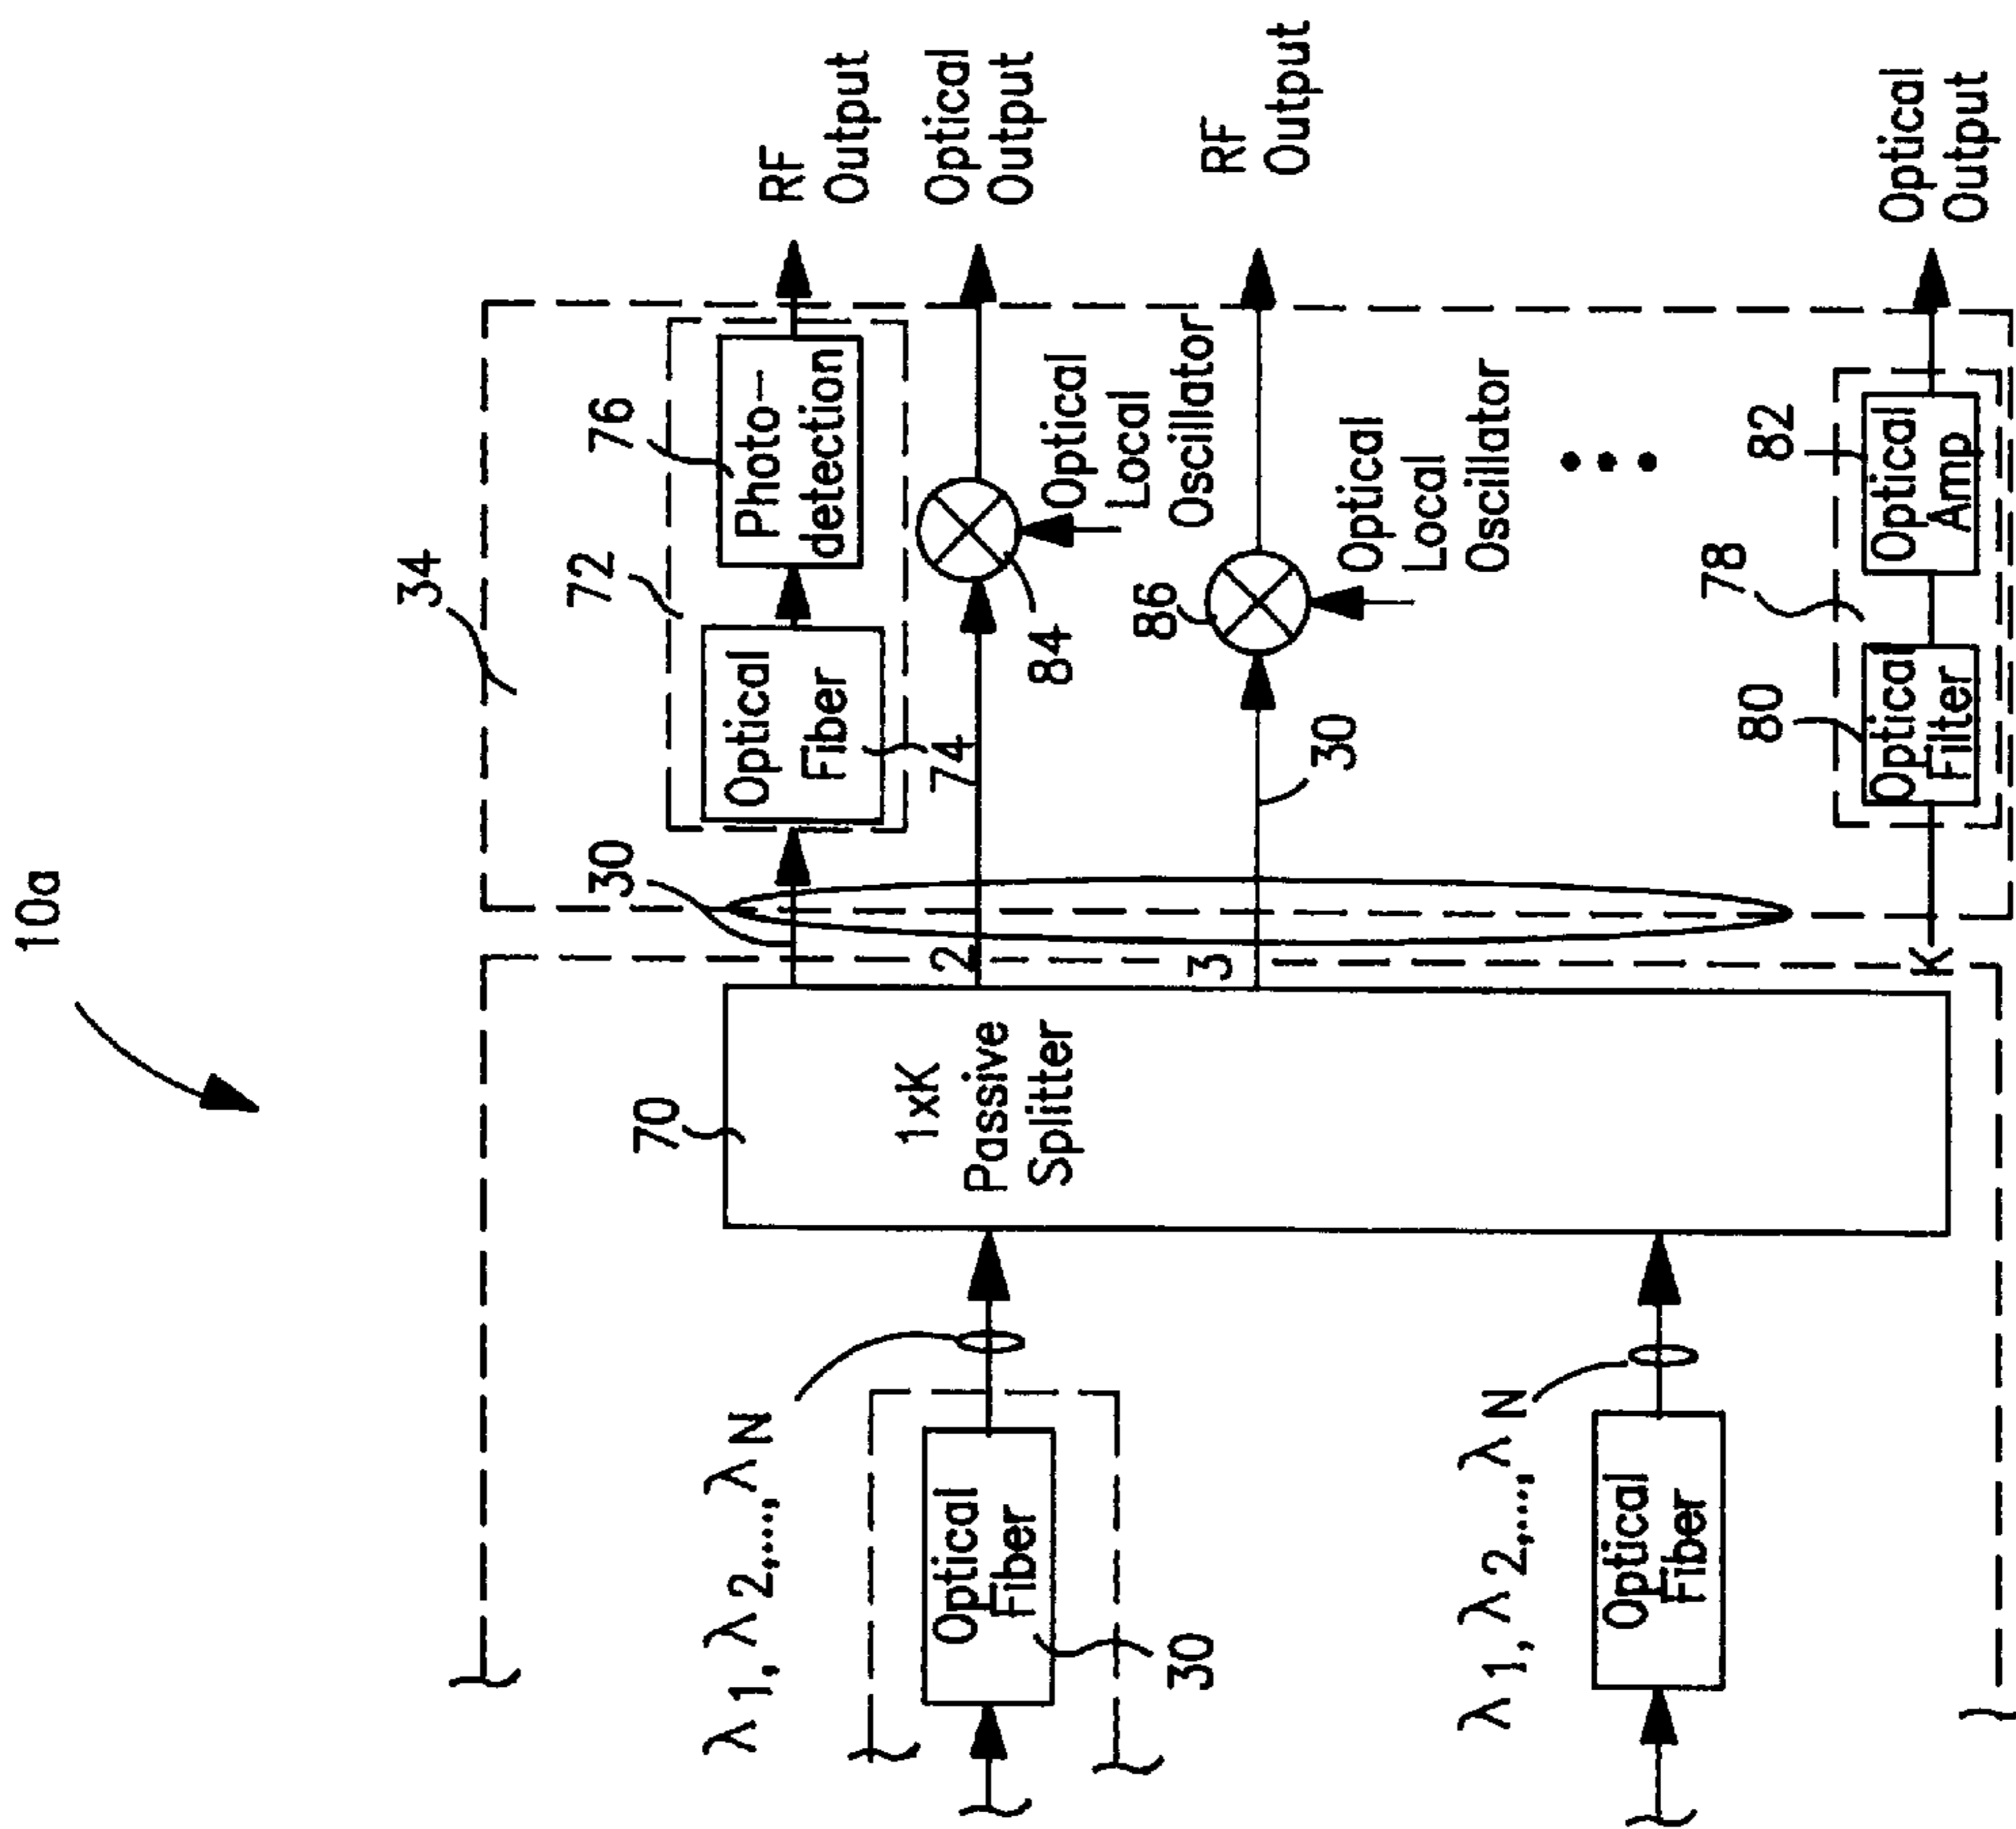 10a
34
RF
Output
Optical
Output
RF
Output
Optical
Output
76
Photo-
detection
72
Optical
Fiber
74
30
84
Optical
Local
Oscillator
86
Optical
Local
Oscillator
30
82
Optical
Amp
78
80
Optical
Filter
2
3
K
70
1xK
Passive
Splitter
λ1, λ2,...., λN
Optical
Fiber
30
λ1, λ2,...., λN
Optical
Fiber